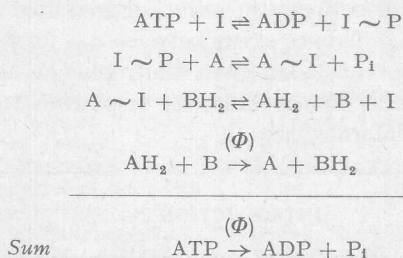 ATP + I ⇌ ADP + I ∼ P
I ∼ P + A ⇌ A ∼ I + Pi
A ∼ I + BH₂ ⇌ AH₂ + B + I
(Φ)
AH₂ + B → A + BH₂
(Φ)
Sum ATP → ADP + Pi